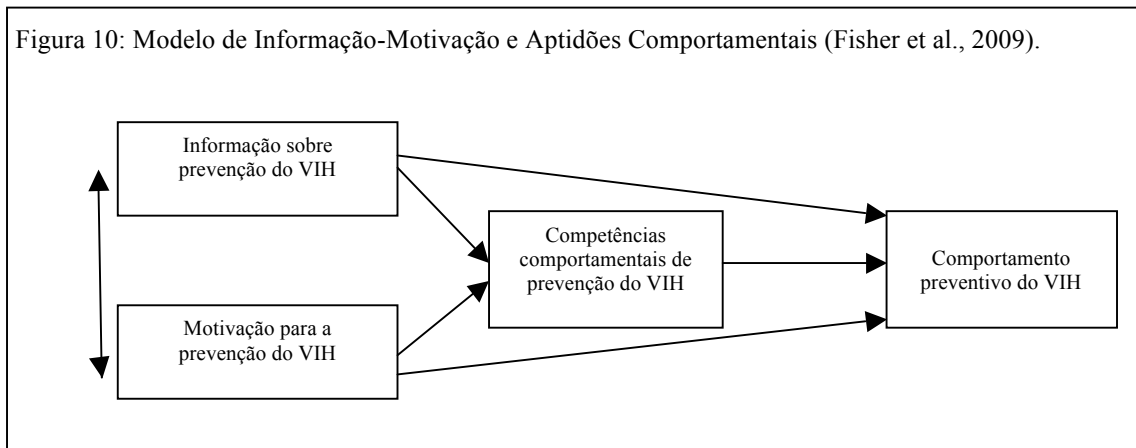 Figura 10: Modelo de Informação-Motivação e Aptidões Comportamentais (Fisher et al., 2009).
Informação sobre
prevenção do VIH
Motivação para a
prevenção do VIH
Competências
comportamentais de
prevenção do VIH
Comportamento
preventivo do VIH